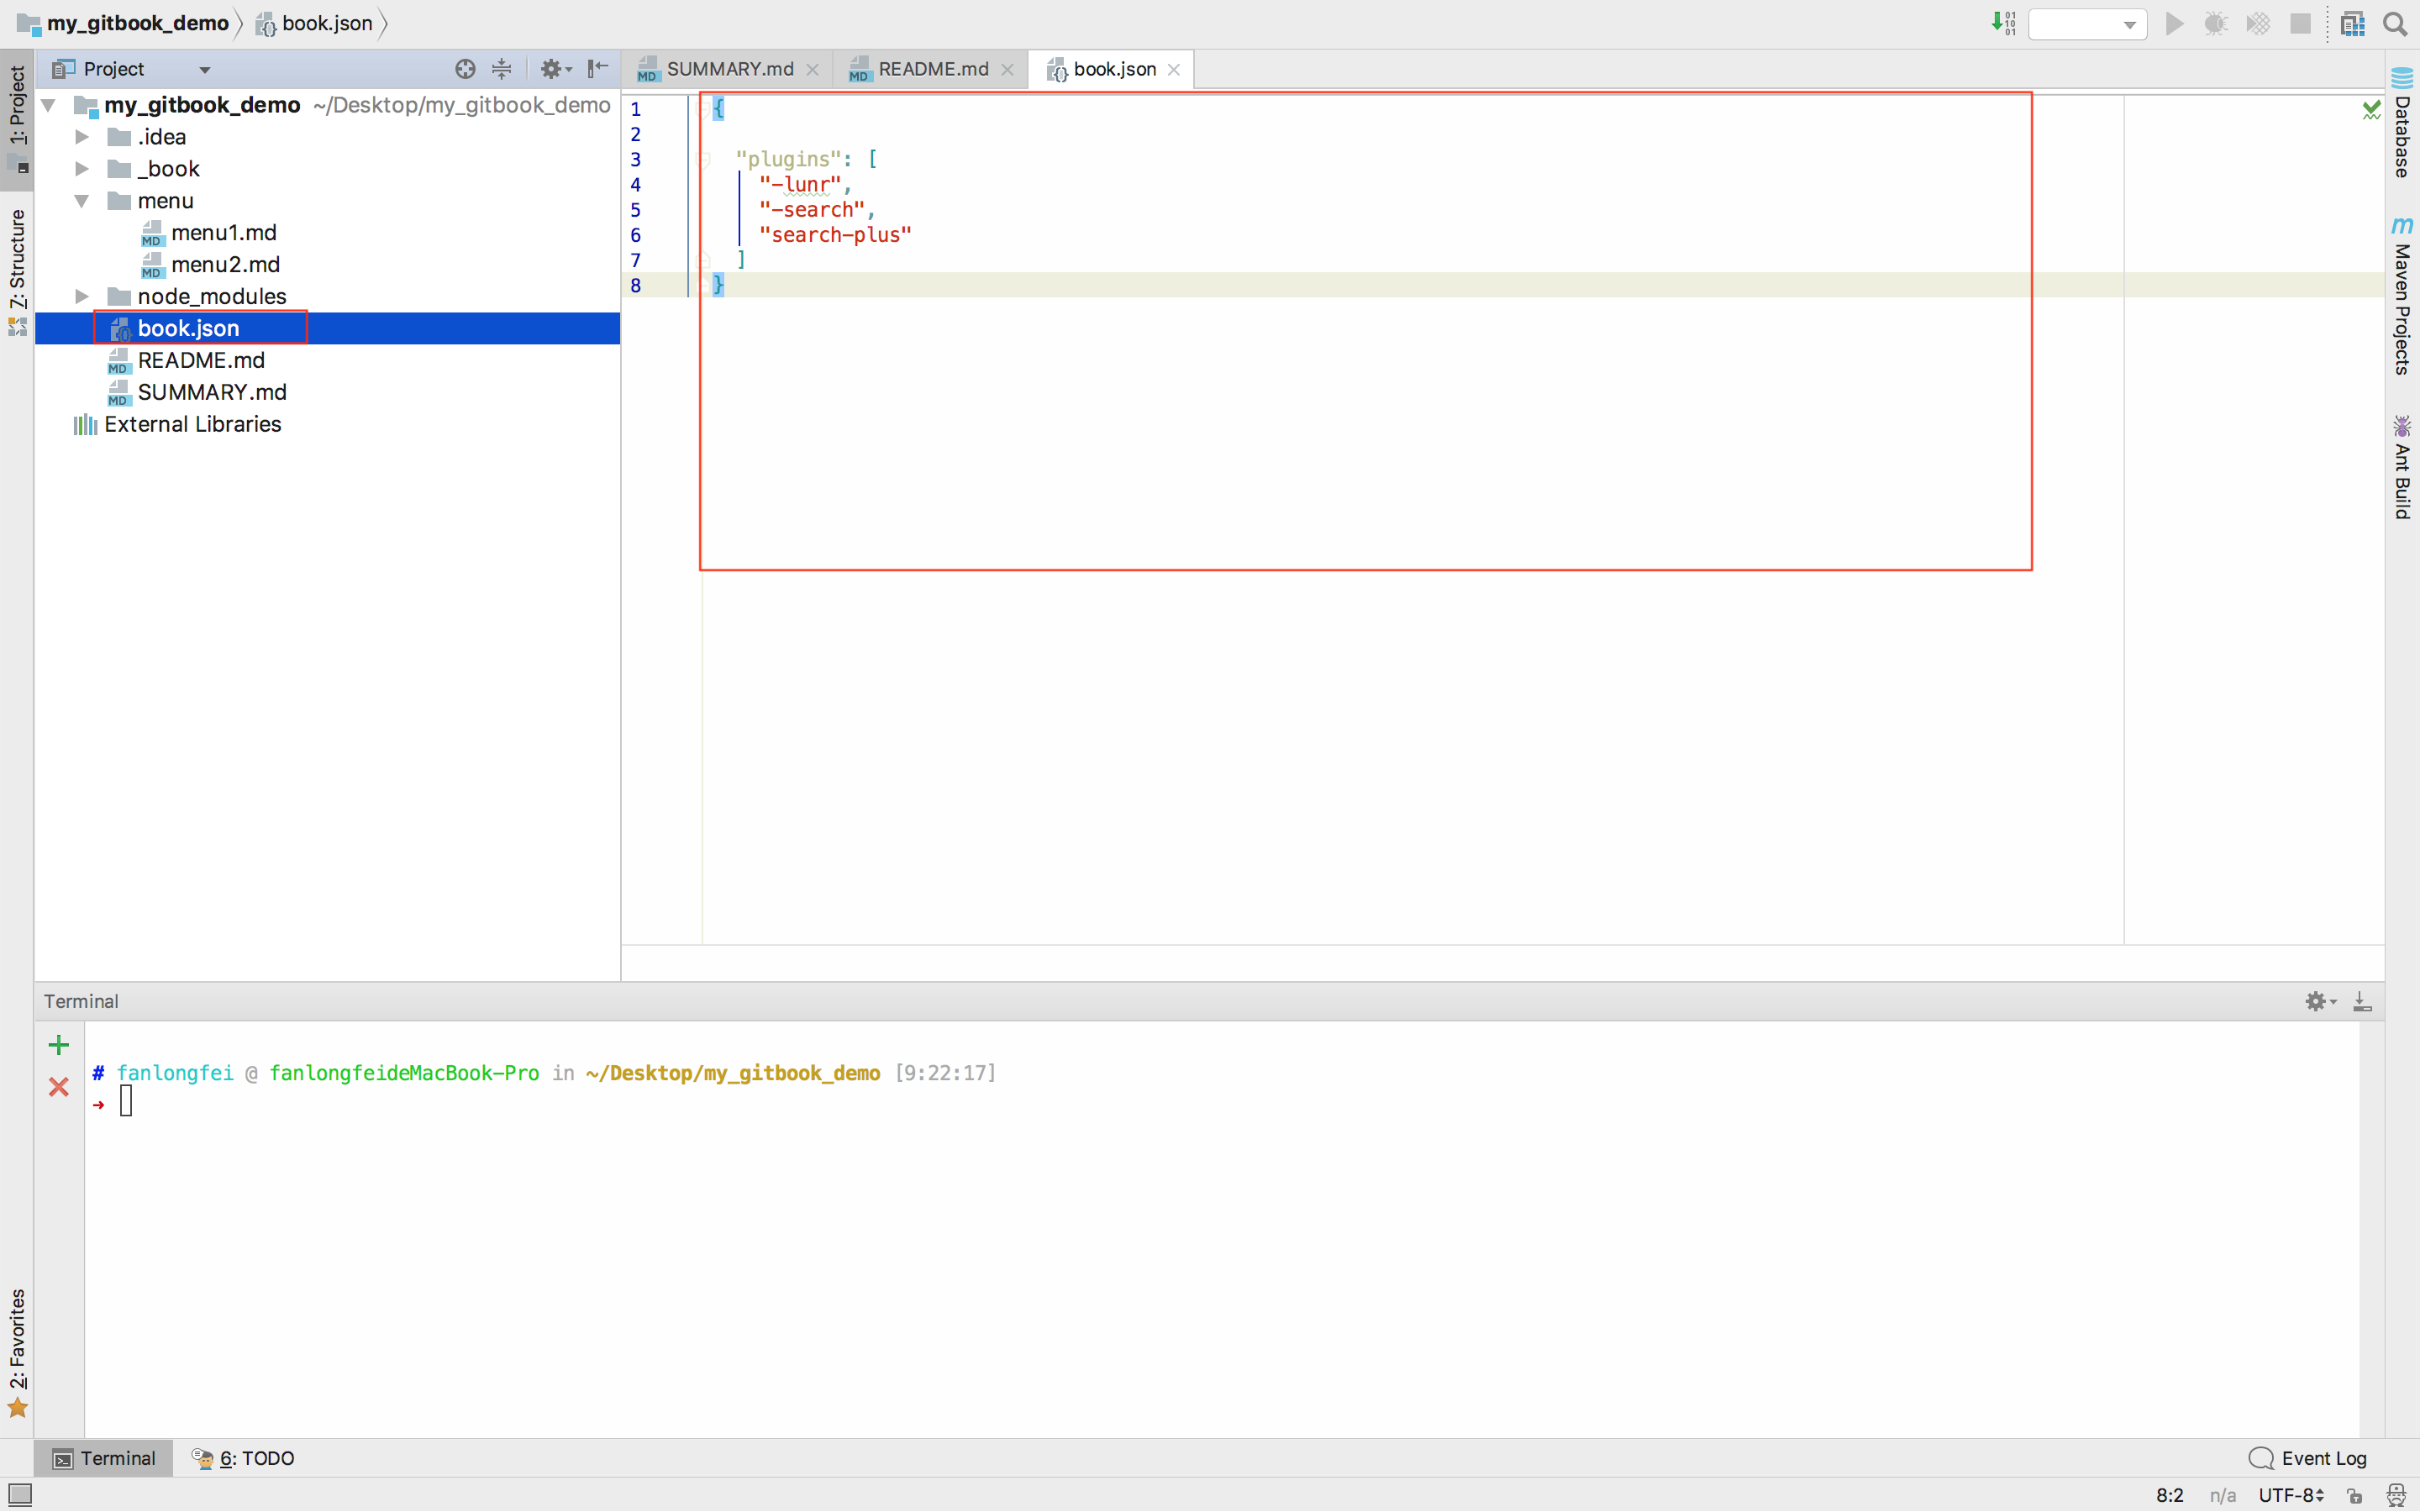 my_gitbook_demo book.json
Project
SUMMARY.md README.md book.json
my_gitbook_demo ~/Desktop/my_gitbook_demo
.idea
_book
menu
menu1.md
menu2.md
node_modules
book.json
README.md
SUMMARY.md
External Libraries
1: Project
Z: Structure
2: Favorites
1 {
2
3 "plugins": [
4 "-lunr",
5 "-search",
6 "search-plus"
7 ]
8 }
Database
Maven Projects
Ant Build
Terminal
# fanlongfei @ fanlongfeideMacBook-Pro in ~/Desktop/my_gitbook_demo [9:22:17]
→
Terminal 6: TODO
Event Log
8:2 n/a UTF-8